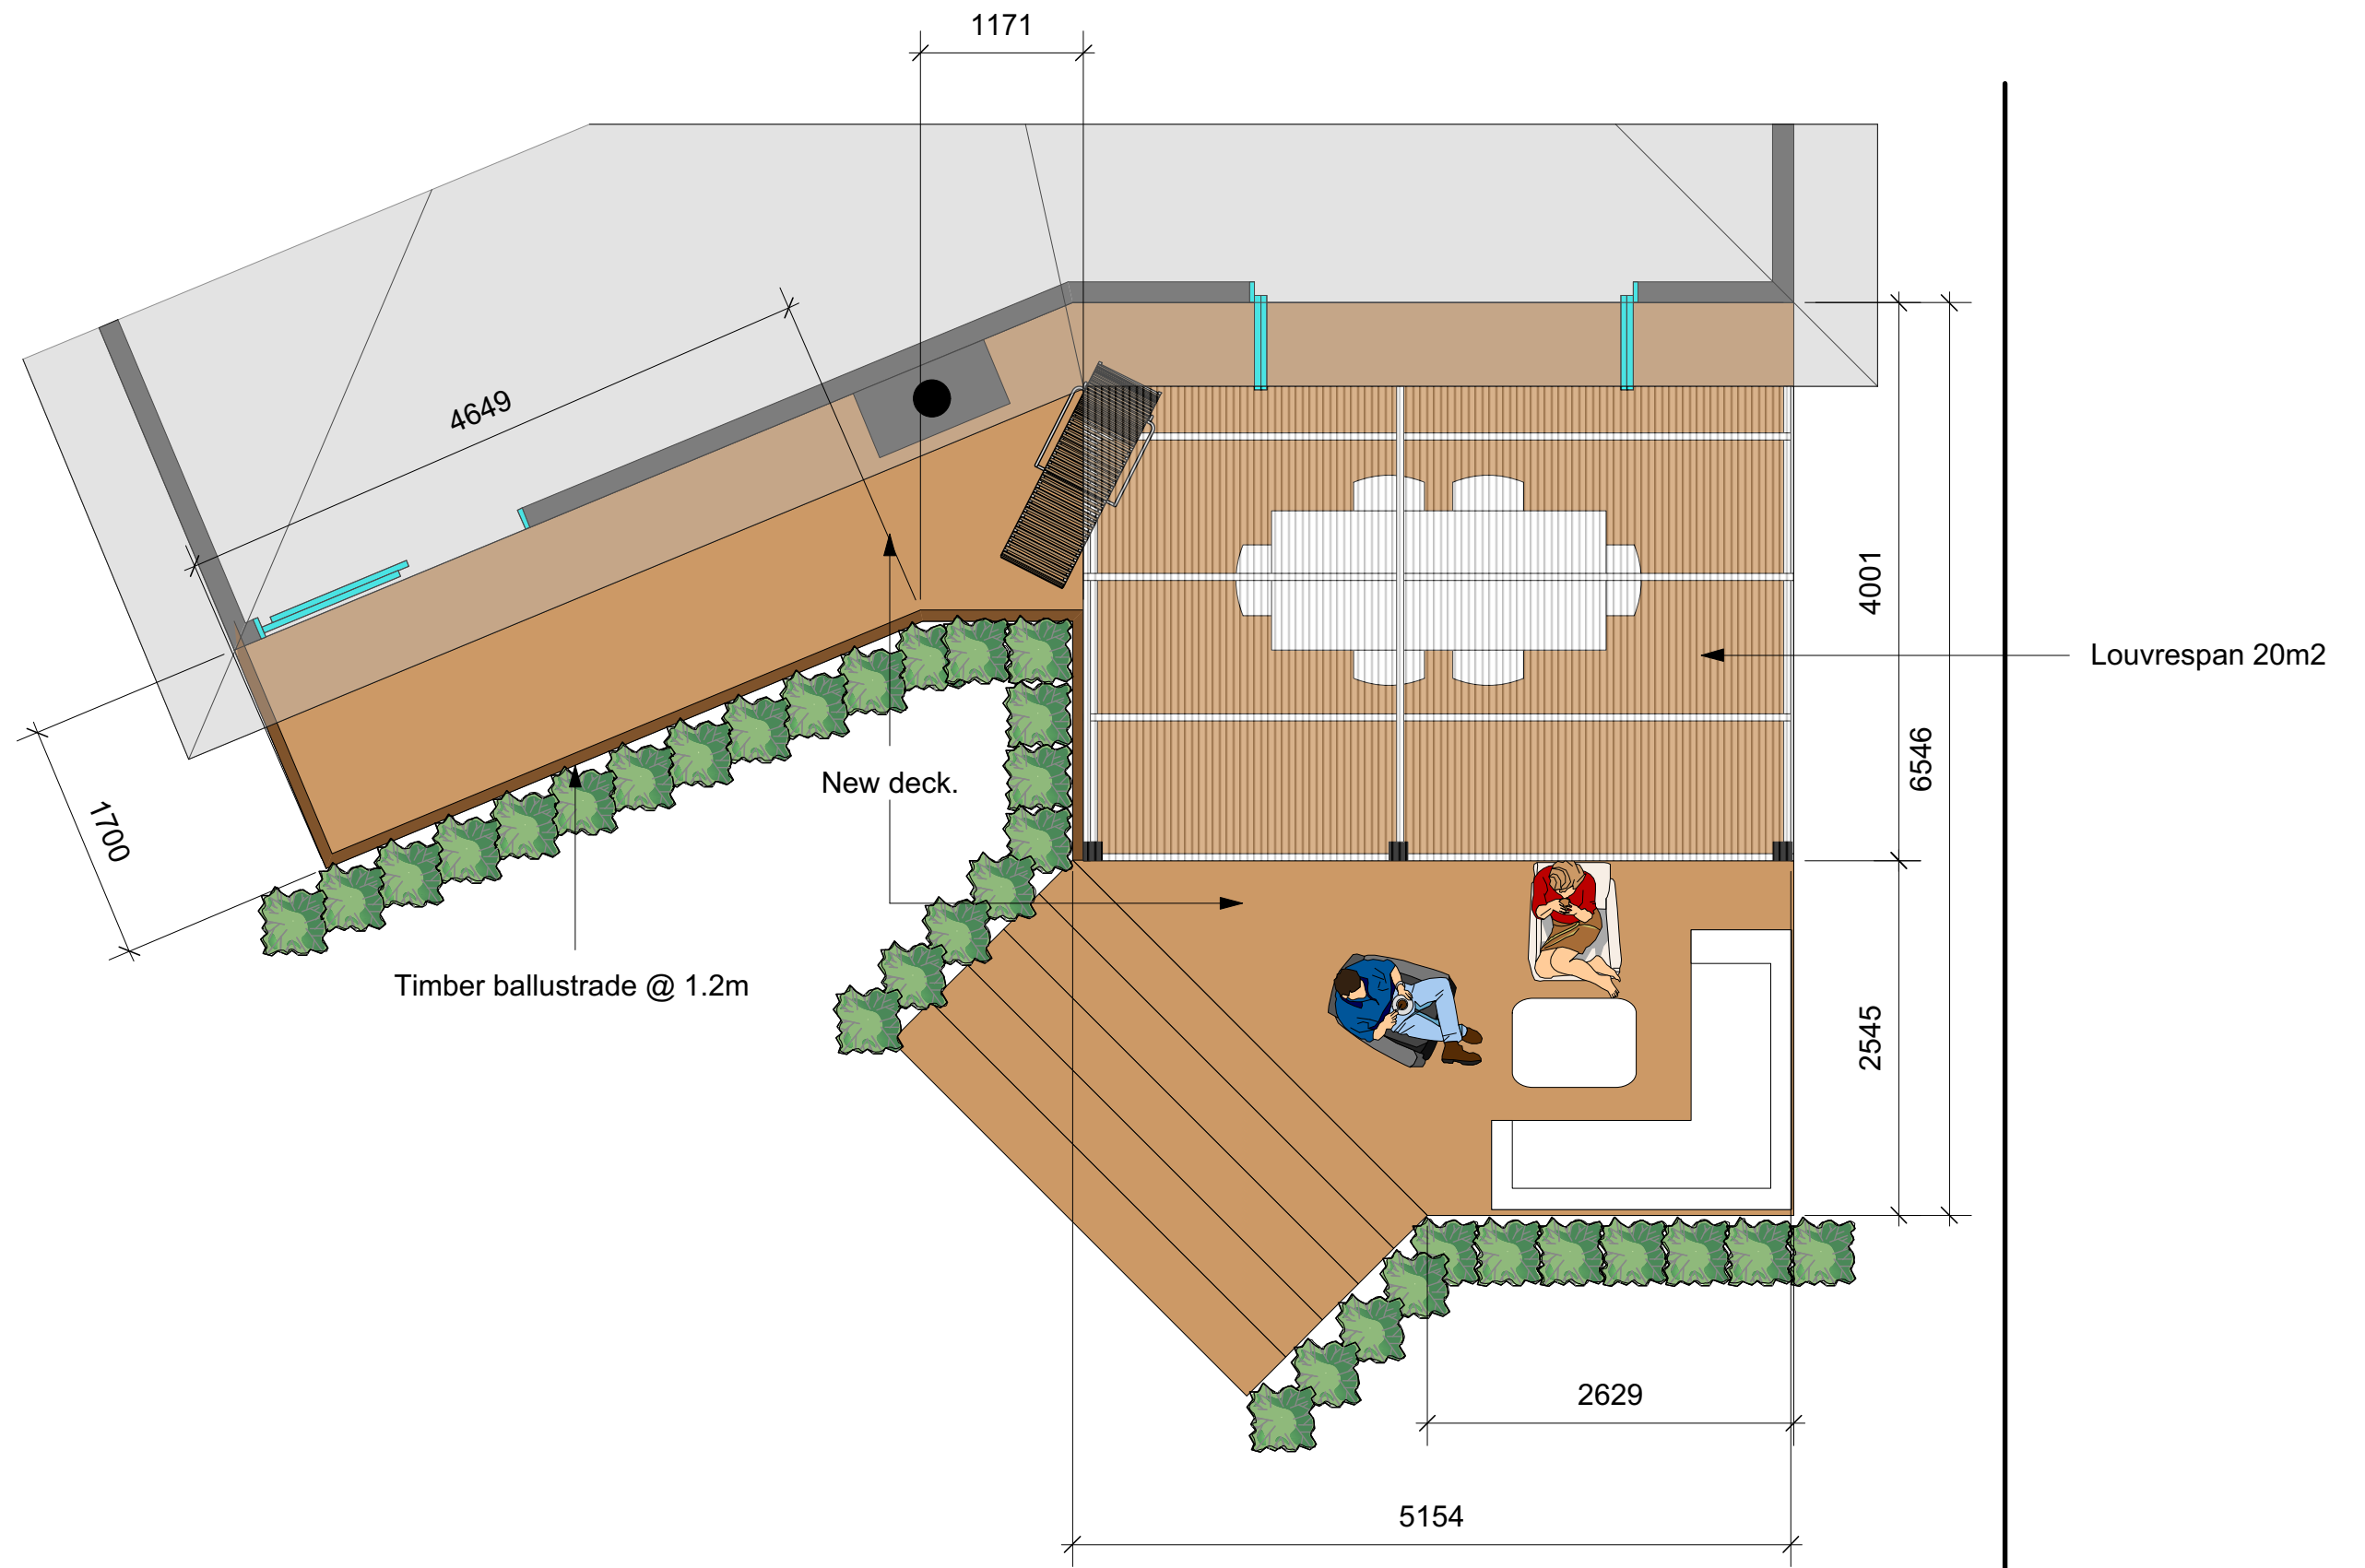 1171
4649
4001
Louvrespan 20m2
6546
New deck.
1700
Timber ballustrade @ 1.2m
2545
2629
5154